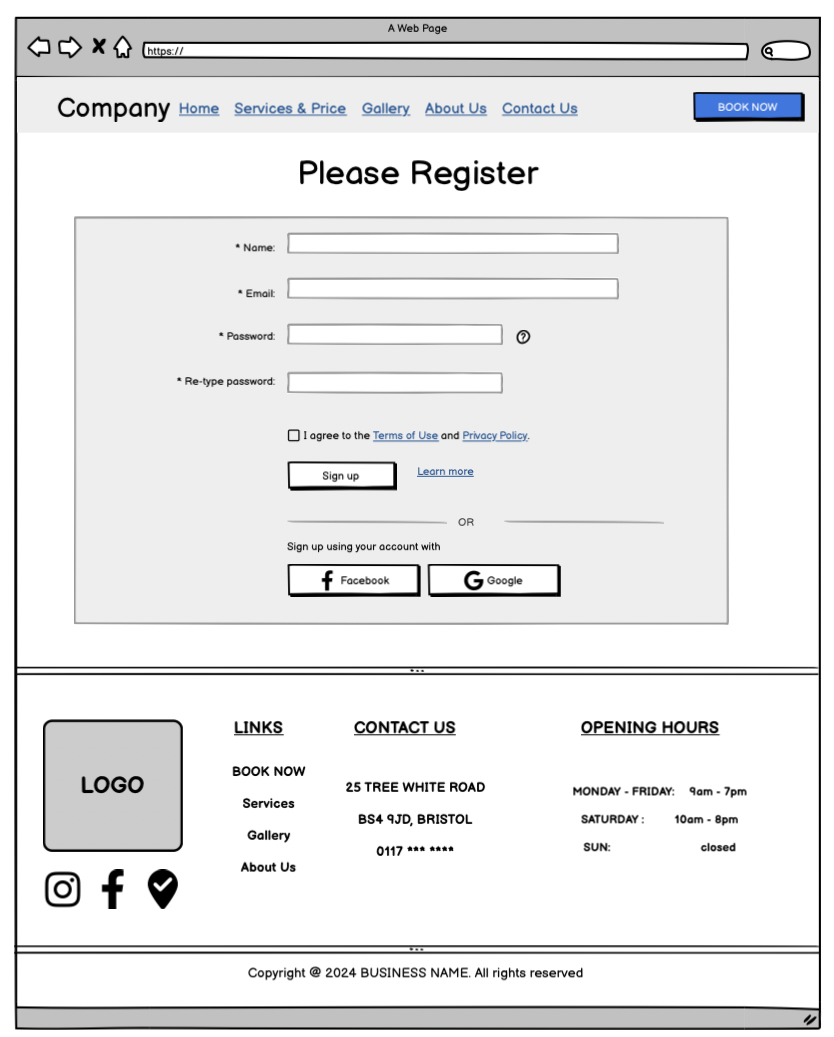 A Web Page
https://
Company Home Services & Price Gallery About Us Contact Us BOOK NOW
Please Register
* Name:
* Email:
* Password: ?
* Re-type password:
I agree to the Terms of Use and Privacy Policy.
Sign up Learn more
OR
Sign up using your account with
Facebook Google
LINKS CONTACT US OPENING HOURS
LOGO
BOOK NOW
Services
Gallery
About Us
25 TREE WHITE ROAD
BS4 9JD, BRISTOL
0117 *** ****
MONDAY - FRIDAY: 9am - 7pm
SATURDAY : 10am - 8pm
SUN: closed
Copyright @ 2024 BUSINESS NAME. All rights reserved